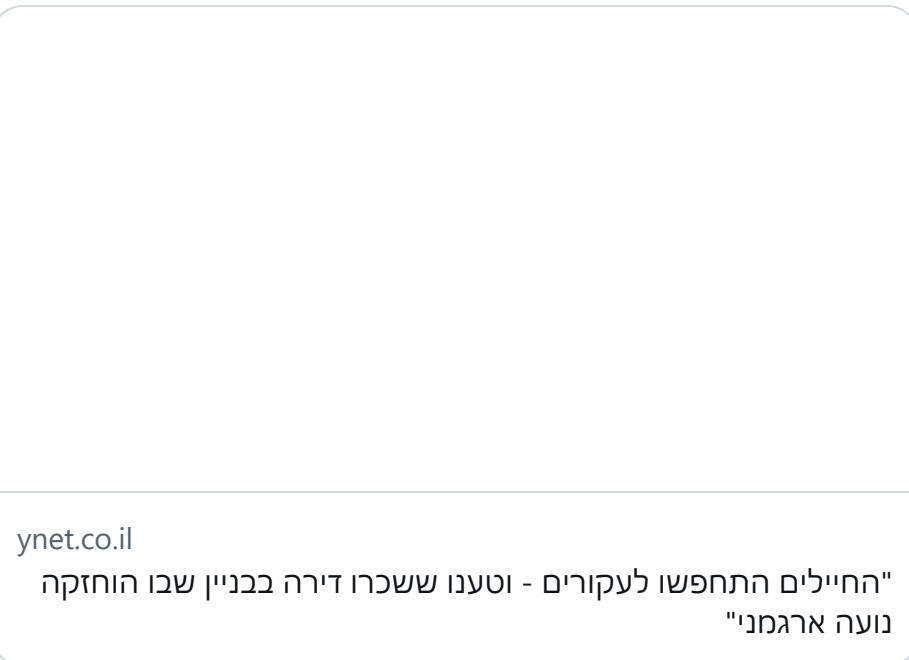 ynet.co.il
"החיילים התחפשו לעקורים - וטענו ששכרו דירה בבניין שבו הוחזקה
נועה ארגמני"